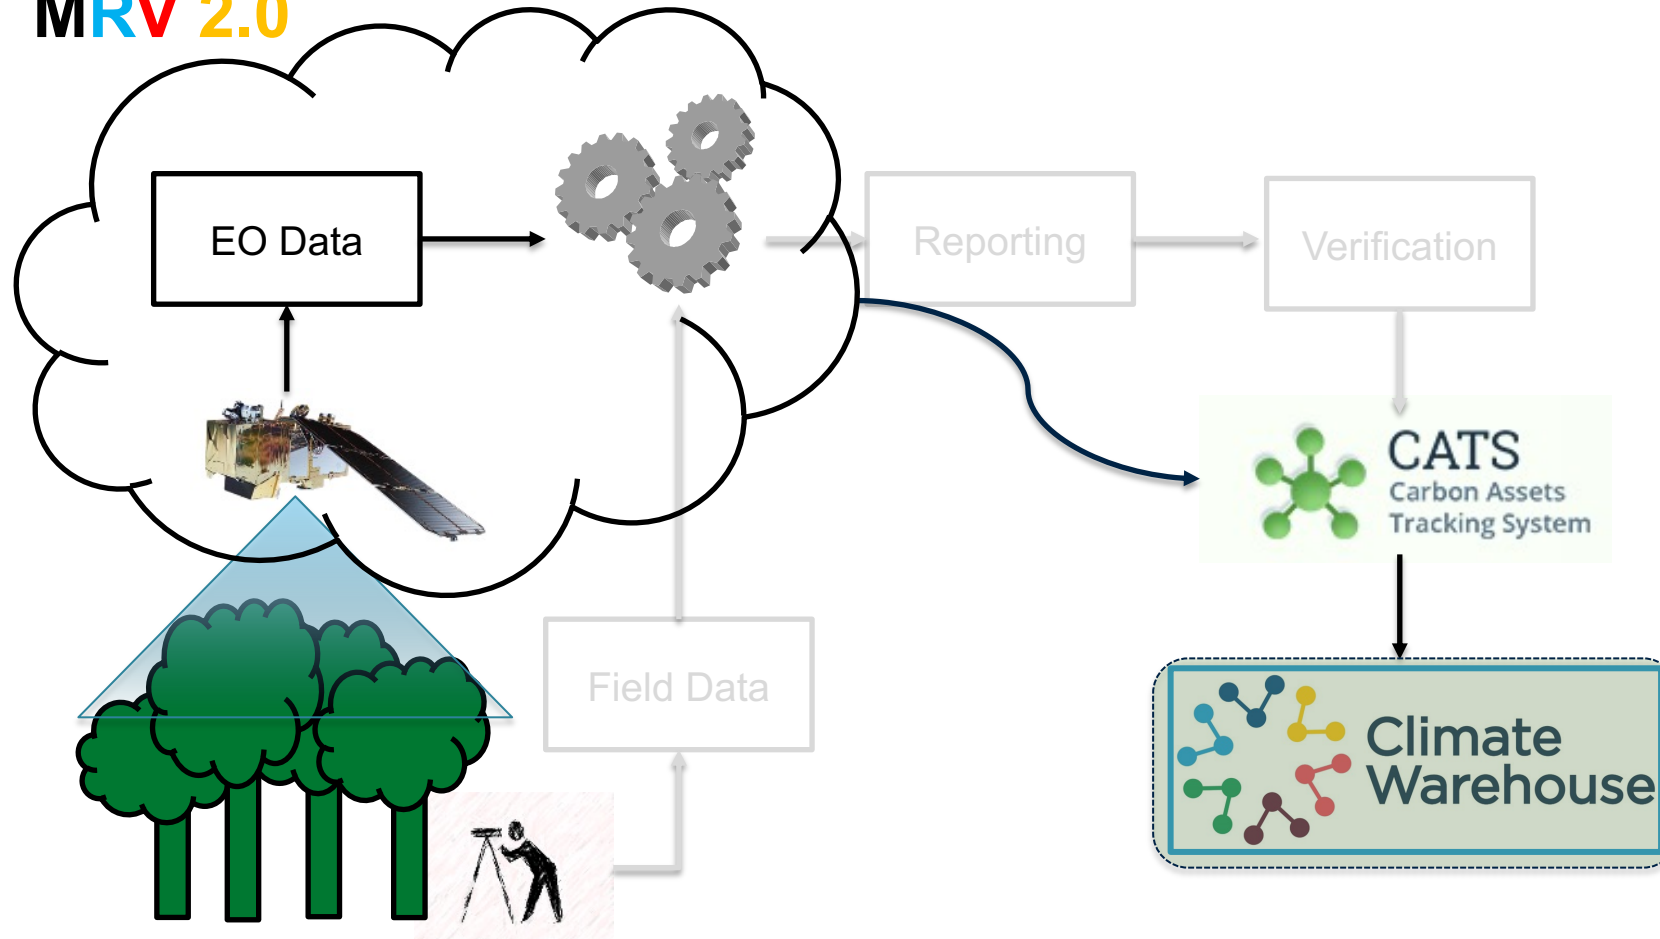 MRV 2.0
EO Data
Reporting
Verification
CATS
Carbon Assets
Tracking System
Field Data
Climate
Warehouse